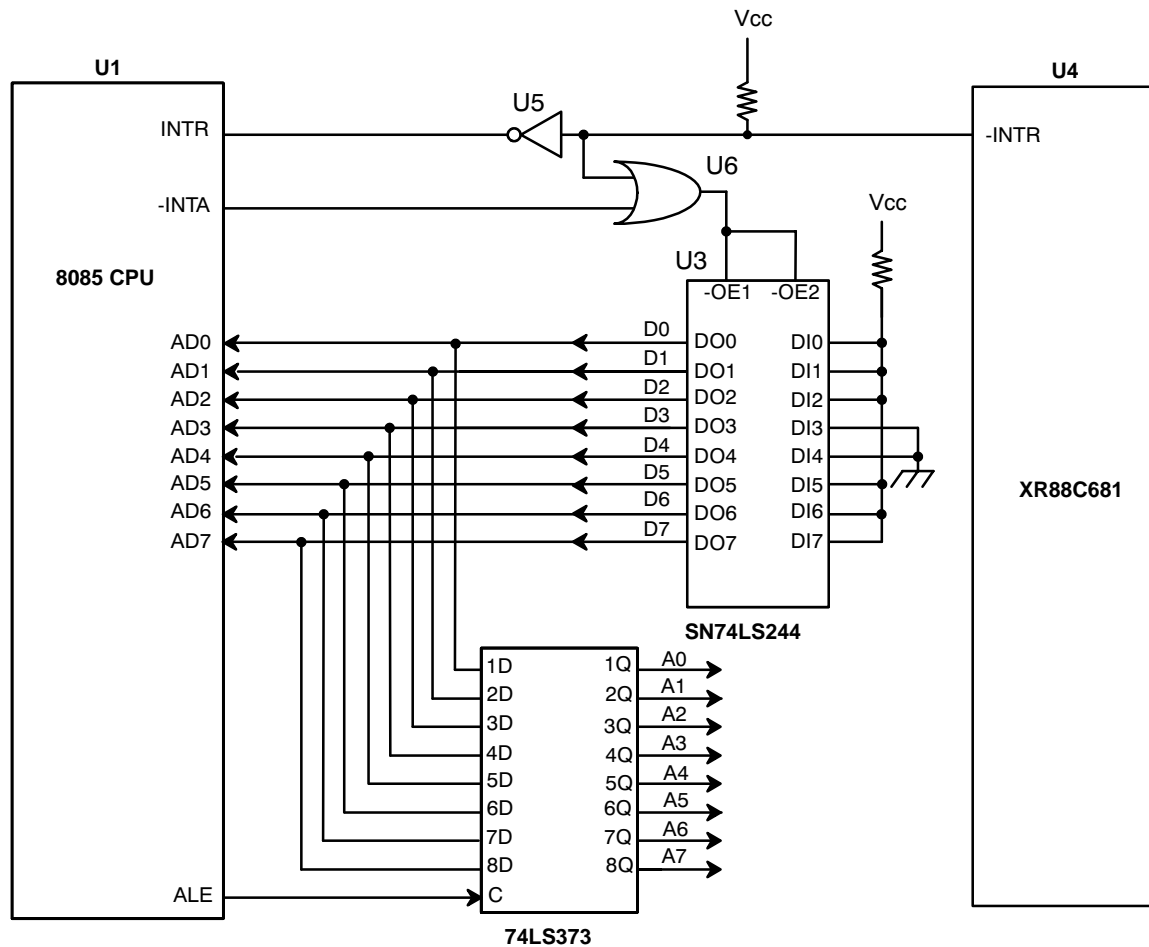 Vcc
U1
U4
U5
INTR
-INTR
U6
-INTA
Vcc
8085 CPU
U3
-OE1 -OE2
AD0 D0 DO0 DI0
AD1 D1 DO1 DI1
AD2 D2 DO2 DI2
AD3 D3 DO3 DI3
AD4 D4 DO4 DI4
AD5 D5 DO5 DI5
AD6 D6 DO6 DI6
AD7 D7 DO7 DI7
XR88C681
SN74LS244
1D 1Q A0
2D 2Q A1
3D 3Q A2
4D 4Q A3
5D 5Q A4
6D 6Q A5
7D 7Q A6
8D 8Q A7
ALE C
74LS373